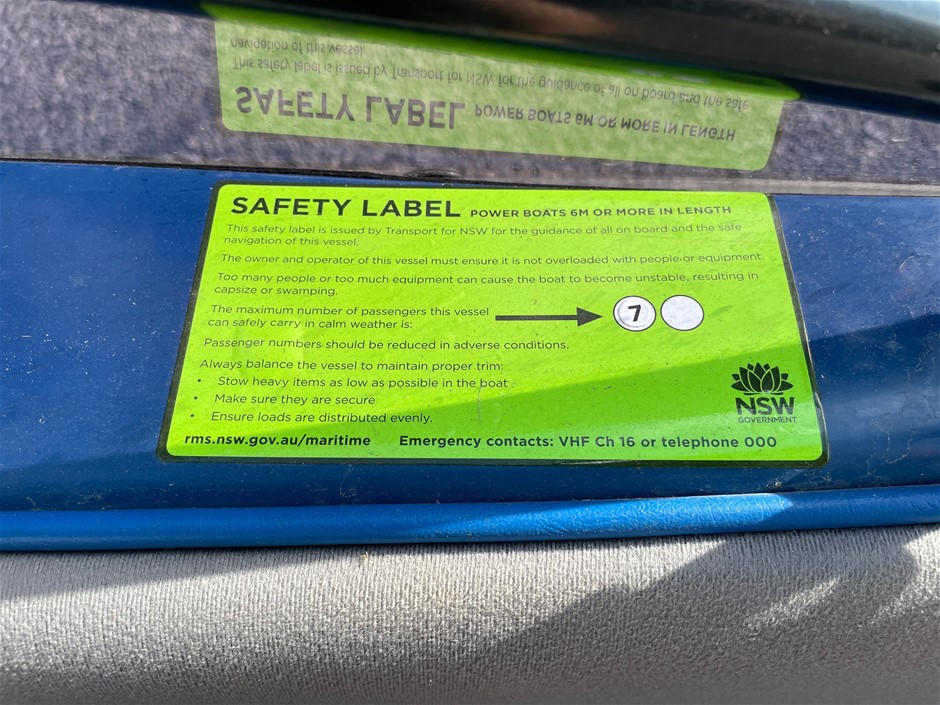 SAFETY LABEL POWER BOATS 6M OR MORE IN LENGTH
This safety label is issued by Transport for NSW for the guidance of all on board and the safe
navigation of this vessel.
The owner and operator of this vessel must ensure it is not overloaded with people or equipment.
Too many people or too much equipment can cause the boat to become unstable, resulting in
capsize or swamping.
The maximum number of passengers this vessel
can safely carry in calm weather is:
7
Passenger numbers should be reduced in adverse conditions.
Always balance the vessel to maintain proper trim:
• Stow heavy items as low as possible in the boat
• Make sure they are secure
• Ensure loads are distributed evenly.
NSW
GOVERNMENT
rms.nsw.gov.au/maritime Emergency contacts: VHF Ch 16 or telephone 000